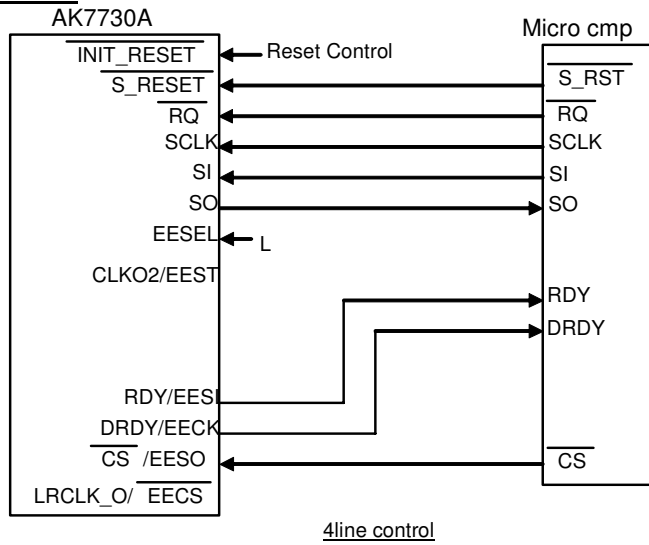 AK7730A
Micro cmp
INIT_RESET
Reset Control
S_RESET
S_RST
RQ
RQ
SCLK
SCLK
SI
SI
SO
SO
EESEL
L
CLKO2/EEST
RDY
DRDY
RDY/EESI
DRDY/EECK
CS /EESO
CS
LRCLK_O/ EECS
4line control